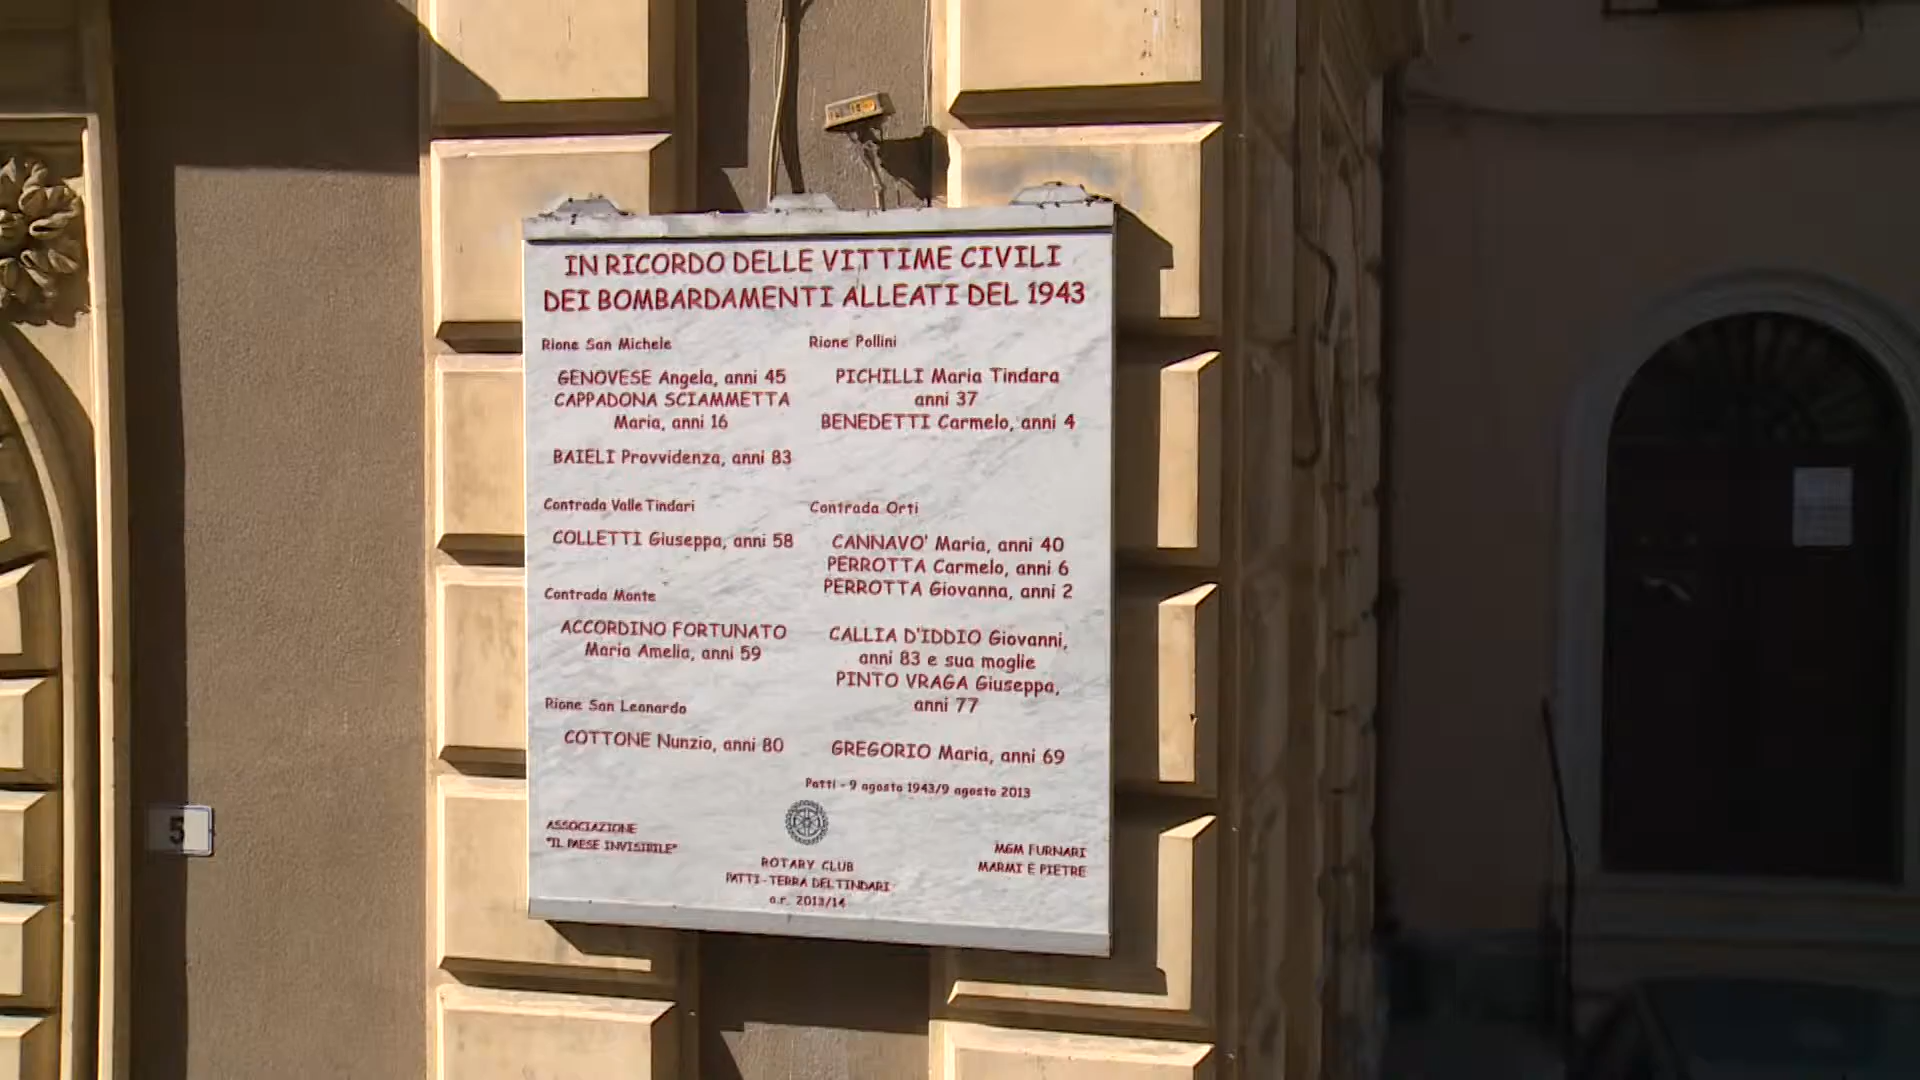 IN RICORDO DELLE VITTIME CIVILI
DEI BOMBARDAMENTI ALLEATI DEL 1943
Rione San Michele
GENOVESE Angela, anni 45
CAPPADONA SCIAMMETTA
Maria, anni 16
BAIELI Provvidenza, anni 83
Contrada Valle Tindari
COLLETTI Giuseppa, anni 58
Contrada Monte
ACCORDINO FORTUNATO
Maria Amelia, anni 59
Rione San Leonardo
COTTONE Nunzio, anni 80
Rione Pollini
PICHILLI Maria Tindara
anni 37
BENEDETTI Carmelo, anni 4
Contrada Orti
CANNAVO' Maria, anni 40
PERROTTA Carmelo, anni 6
PERROTTA Giovanna, anni 2
CALLIA D'IDDIO Giovanni,
anni 83 e sua moglie
PINTO VRAGA Giuseppa,
anni 77
GREGORIO Maria, anni 69
Patti - 9 agosto 1943/9 agosto 2013
ASSOCIAZIONE
"IL PAESE INVISIBILE"
ROTARY CLUB
PATTI - TERRA DEL TINDARI
a.r. 2013/14
MGM FURNARI
MARMI E PIETRE
5